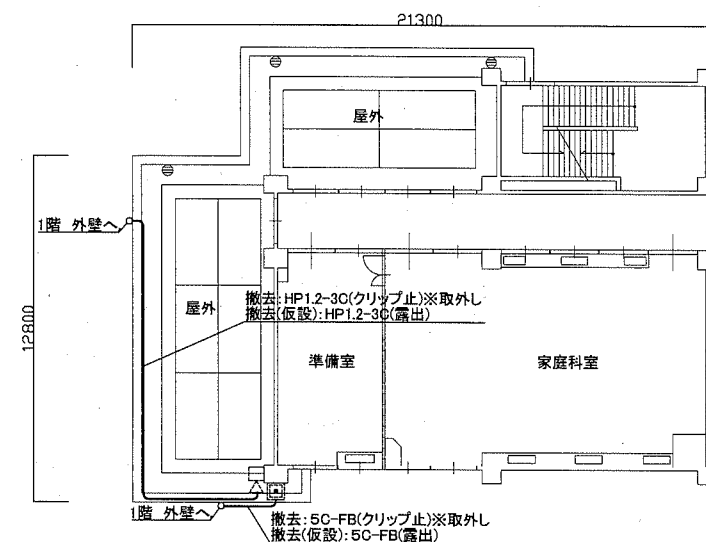 21300
屋外
1階 外壁へ
12800
撤去:HP1.2-3C(クリップ止)※取外し
撤去(仮設):HP1.2-3C(露出)
屋外
準備室
家庭科室
1階 外壁へ
撤去:5C-FB(クリップ止)※取外し
撤去(仮設):5C-FB(露出)